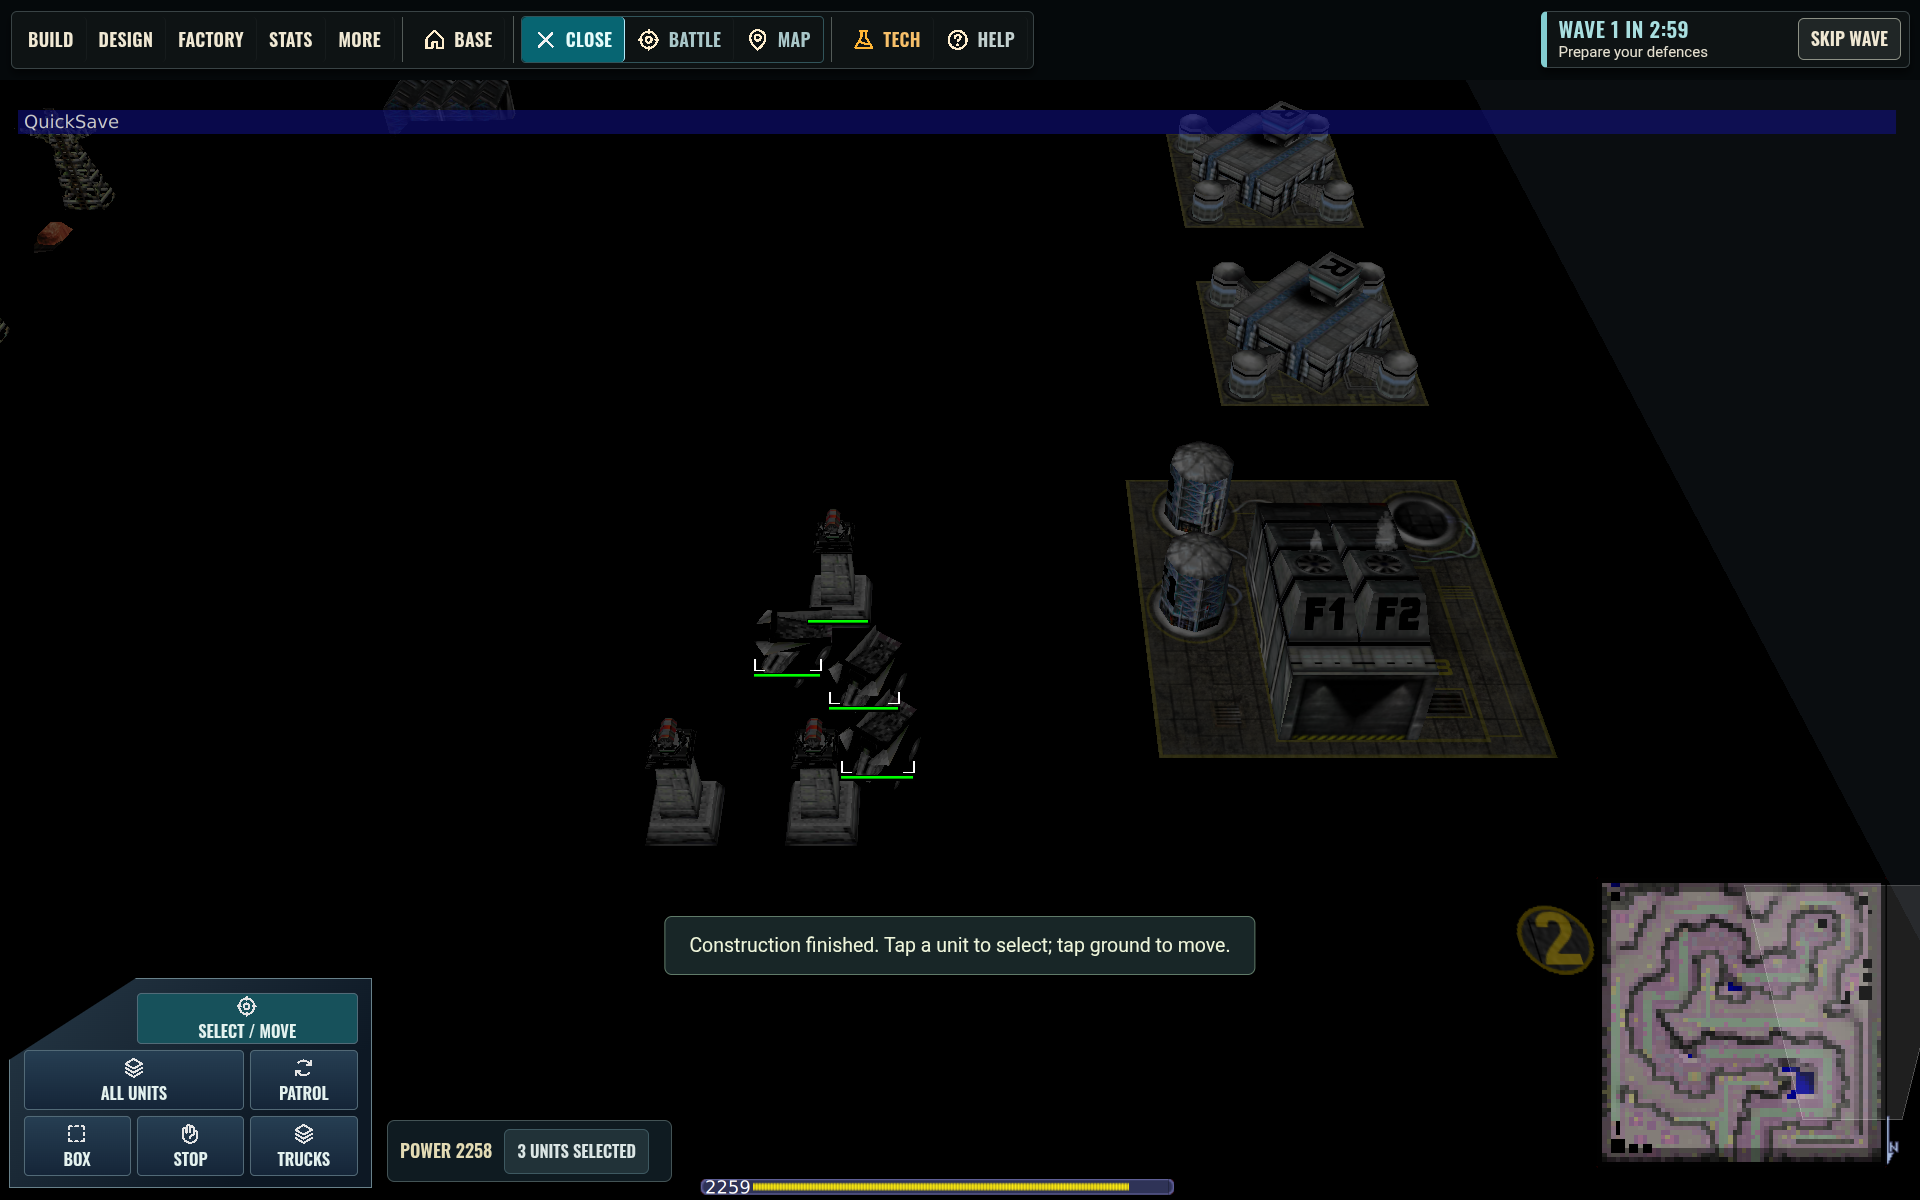 BUILD DESIGN FACTORY STATS MORE BASE CLOSE BATTLE MAP TECH HELP
WAVE 1 IN 2:59
Prepare your defences
SKIP WAVE
QuickSave
R
R
F1 F2
Construction finished. Tap a unit to select; tap ground to move.
2
SELECT / MOVE
ALL UNITS PATROL
BOX STOP TRUCKS
POWER 2258 3 UNITS SELECTED
2259
N